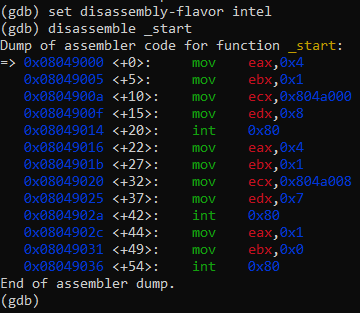 (gdb) set disassembly-flavor intel
(gdb) disassemble _start
Dump of assembler code for function _start:
=> 0x08049000 <+0>: mov eax,0x4
0x08049005 <+5>: mov ebx,0x1
0x0804900a <+10>: mov ecx,0x804a000
0x0804900f <+15>: mov edx,0x8
0x08049014 <+20>: int 0x80
0x08049016 <+22>: mov eax,0x4
0x0804901b <+27>: mov ebx,0x1
0x08049020 <+32>: mov ecx,0x804a008
0x08049025 <+37>: mov edx,0x7
0x0804902a <+42>: int 0x80
0x0804902c <+44>: mov eax,0x1
0x08049031 <+49>: mov ebx,0x0
0x08049036 <+54>: int 0x80
End of assembler dump.
(gdb)